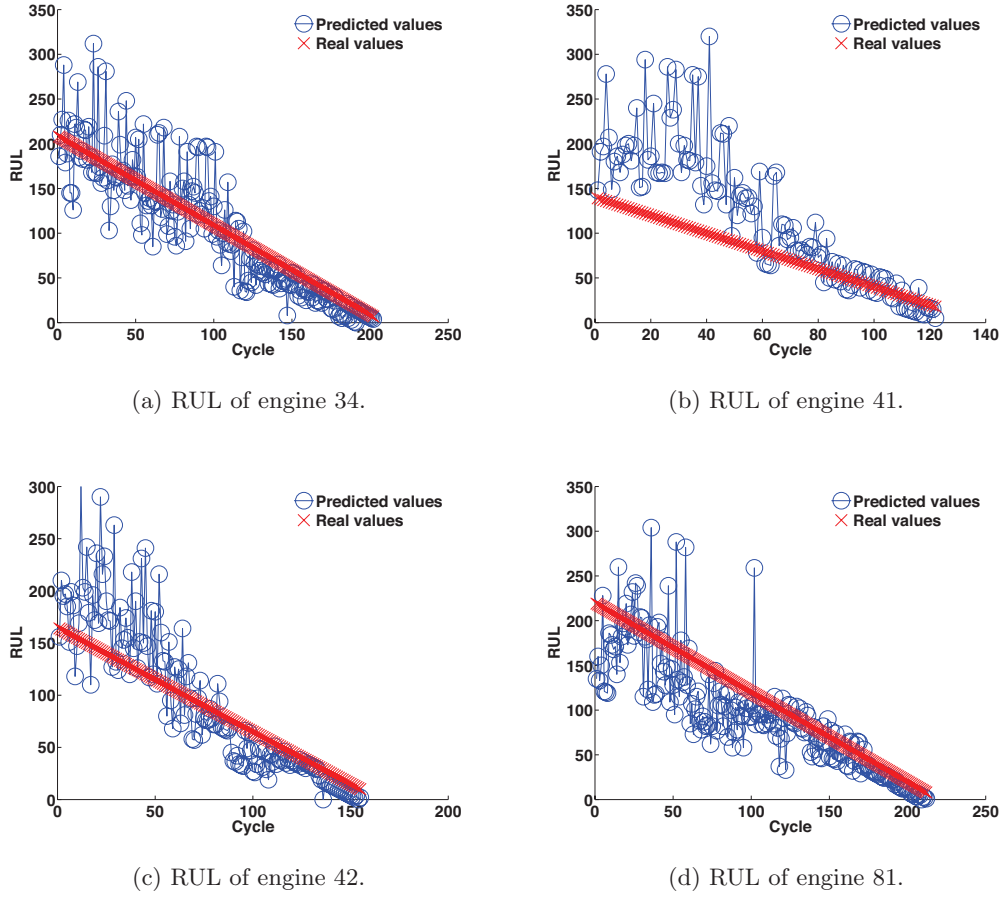 350
300
250
200
150
100
50
0
RUL
0 50 100 150 200 250
Cycle
Predicted values
Real values
(a) RUL of engine 34.
350
300
250
200
150
100
50
0
RUL
0 20 40 60 80 100 120 140
Cycle
Predicted values
Real values
(b) RUL of engine 41.
300
250
200
150
100
50
0
RUL
0 50 100 150 200
Cycle
Predicted values
Real values
(c) RUL of engine 42.
350
300
250
200
150
100
50
0
RUL
0 50 100 150 200 250
Cycle
Predicted values
Real values
(d) RUL of engine 81.